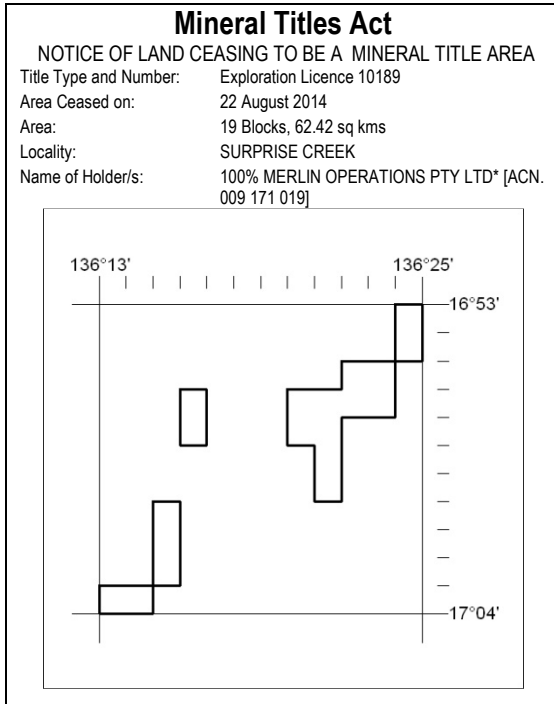 Mineral Titles Act
NOTICE OF LAND CEASING TO BE A MINERAL TITLE AREA
Title Type and Number: Exploration Licence 10189
Area Ceased on: 22 August 2014
Area: 19 Blocks, 62.42 sq kms
Locality: SURPRISE CREEK
Name of Holder/s: 100% MERLIN OPERATIONS PTY LTD* [ACN.
009 171 019]
136°13' 136°25'
16°53'
17°04'